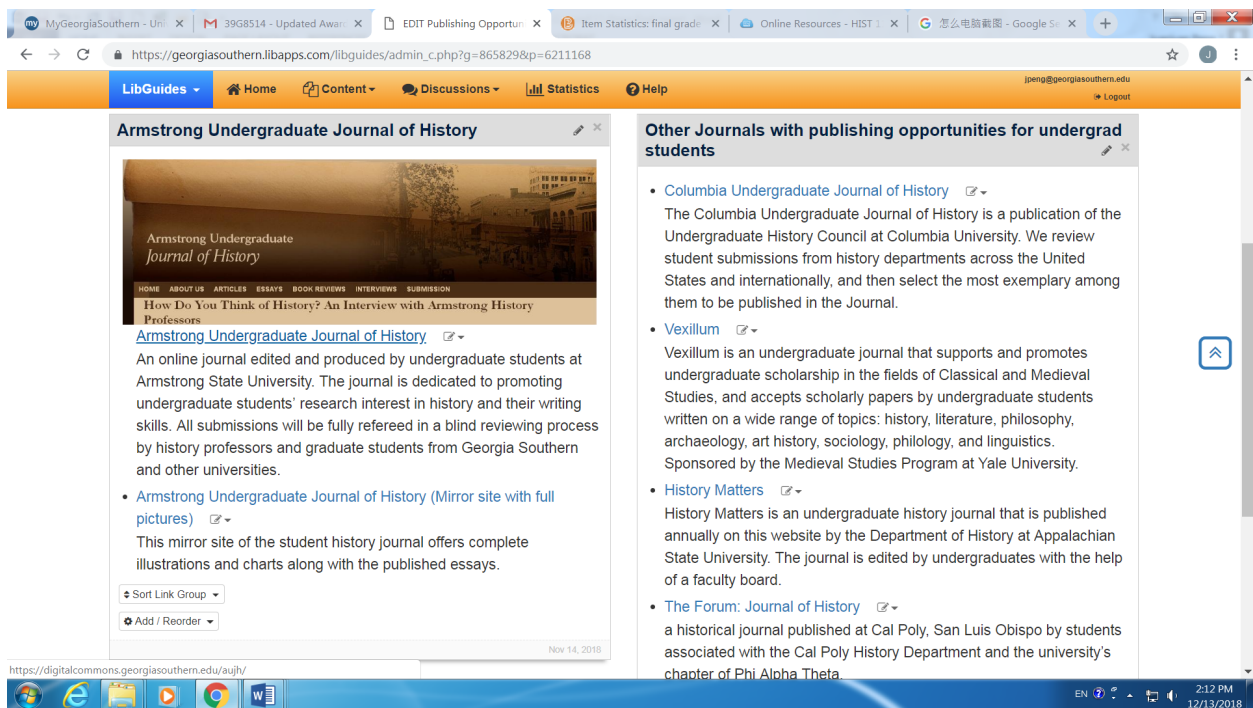 MyGeorgiaSouthern - Uni
39G8514 - Updated Awar
EDIT Publishing Opportun
Item Statistics: final grade
Online Resources - HIST 1
怎么电脑截图 - Google Se
https://georgiasouthern.libapps.com/libguides/admin_c.php?g=865829&p=6211168
J
LibGuides
Home
Content
Discussions
Statistics
Help
jpeng@georgiasouthern.edu
Logout
Armstrong Undergraduate Journal of History
Armstrong Undergraduate
Journal of History
HOME ABOUT US ARTICLES ESSAYS BOOK REVIEWS INTERVIEWS SUBMISSION
How Do You Think of History? An Interview with Armstrong History
Professors
Armstrong Undergraduate Journal of History
An online journal edited and produced by undergraduate students at
Armstrong State University. The journal is dedicated to promoting
undergraduate students' research interest in history and their writing
skills. All submissions will be fully refereed in a blind reviewing process
by history professors and graduate students from Georgia Southern
and other universities.
• Armstrong Undergraduate Journal of History (Mirror site with full
pictures)
This mirror site of the student history journal offers complete
illustrations and charts along with the published essays.
Sort Link Group
Add / Reorder
Nov 14, 2018
Other Journals with publishing opportunities for undergrad
students
• Columbia Undergraduate Journal of History
The Columbia Undergraduate Journal of History is a publication of the
Undergraduate History Council at Columbia University. We review
student submissions from history departments across the United
States and internationally, and then select the most exemplary among
them to be published in the Journal.
• Vexillum
Vexillum is an undergraduate journal that supports and promotes
undergraduate scholarship in the fields of Classical and Medieval
Studies, and accepts scholarly papers by undergraduate students
written on a wide range of topics: history, literature, philosophy,
archaeology, art history, sociology, philology, and linguistics.
Sponsored by the Medieval Studies Program at Yale University.
• History Matters
History Matters is an undergraduate history journal that is published
annually on this website by the Department of History at Appalachian
State University. The journal is edited by undergraduates with the help
of a faculty board.
• The Forum: Journal of History
a historical journal published at Cal Poly, San Luis Obispo by students
associated with the Cal Poly History Department and the university's
chapter of Phi Alpha Theta.
https://digitalcommons.georgiasouthern.edu/aujh/
EN
2:12 PM
12/13/2018